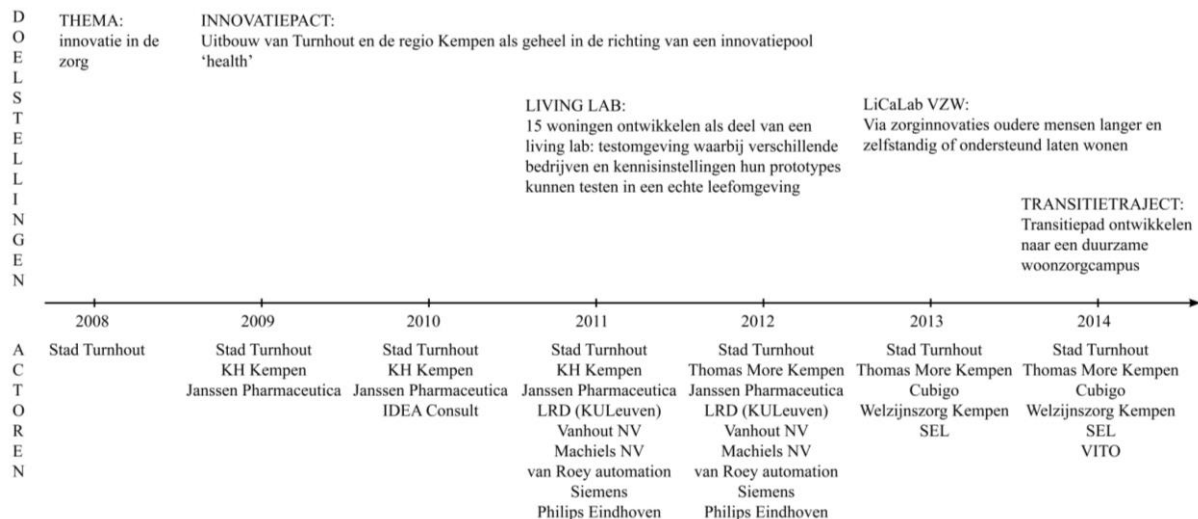 DOELSTELLINGEN
THEMA:
innovatie in de
zorg
INNOVATIEPACT:
Uitbouw van Turnhout en de regio Kempen als geheel in de richting van een innovatiepool
‘health’
LIVING LAB:
15 woningen ontwikkelen als deel van een
living lab: testomgeving waarbij verschillende
bedrijven en kennisinstellingen hun prototypes
kunnen testen in een echte leefomgeving
LiCaLab VZW:
Via zorginnovaties oudere mensen langer en
zelfstandig of ondersteund laten wonen
TRANSITIETRAJECT:
Transitiepad ontwikkelen
naar een duurzame
woonzorgcampus
2008 2009 2010 2011 2012 2013 2014
ACTOREN
Stad Turnhout
Stad Turnhout
KH Kempen
Janssen Pharmaceutica
Stad Turnhout
KH Kempen
Janssen Pharmaceutica
IDEA Consult
Stad Turnhout
KH Kempen
Janssen Pharmaceutica
LRD (KULeuven)
Vanhout NV
Machiels NV
van Roey automation
Siemens
Philips Eindhoven
Stad Turnhout
Thomas More Kempen
Janssen Pharmaceutica
LRD (KULeuven)
Vanhout NV
Machiels NV
van Roey automation
Siemens
Philips Eindhoven
Stad Turnhout
Thomas More Kempen
Cubigo
Welzijnszorg Kempen
SEL
Stad Turnhout
Thomas More Kempen
Cubigo
Welzijnszorg Kempen
SEL
VITO